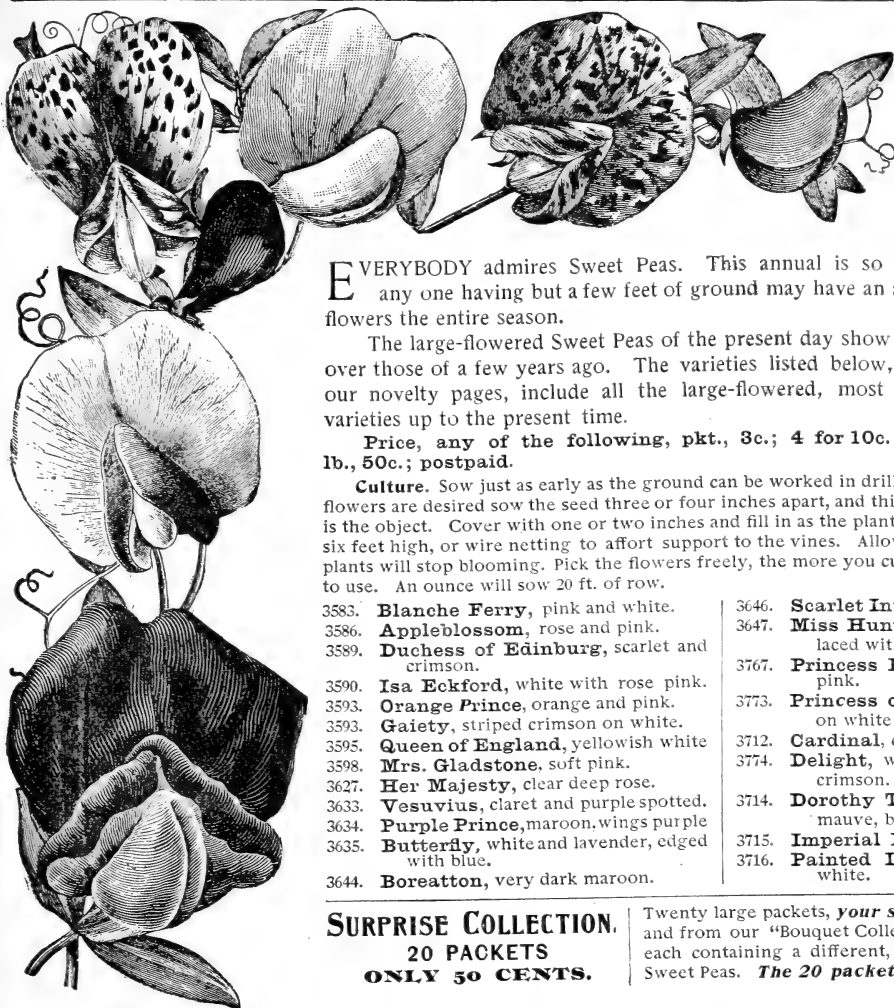 EVERYBODY admires Sweet Peas. This annual is so
any one having but a few feet of ground may have an
flowers the entire season.
The large-flowered Sweet Peas of the present day show
over those of a few years ago. The varieties listed below,
our novelty pages, include all the large-flowered, most
varieties up to the present time.
Price, any of the following, pkt., 3c.; 4 for 10c.
lb., 50c.; postpaid.
Culture. Sow just as early as the ground can be worked in
flowers are desired sow the seed three or four inches apart, and
is the object. Cover with one or two inches and fill in as the
six feet high, or wire netting to affort support to the vines.
plants will stop blooming. Pick the flowers freely, the more you
to use. An ounce will sow 20 ft. of row.
3583. Blanche Ferry, pink and white.
3586. Appleblossom, rose and pink.
3589. Duchess of Edinburg, scarlet and
crimson.
3590. Isa Eckford, white with rose pink.
3593. Orange Prince, orange and pink.
3593. Gaiety, striped crimson on white.
3595. Queen of England, yellowish white
3598. Mrs. Gladstone, soft pink.
3627. Her Majesty, clear deep rose.
3633. Vesuvius, claret and purple spotted.
3634. Purple Prince, maroon, wings purple
3635. Butterfly, white and lavender, edged
with blue.
3644. Boreatton, very dark maroon.
3646. Scarlet
3647. Miss
laced
3767. Princess
pink.
3773. Princess
on white
3712. Cardinal,
3774. Delight,
crimson.
3714. Dorothy
mauve,
3715. Imperial
3716. Painted
white.
SURPRISE COLLECTION.
20 PACKETS
ONLY 50 CENTS.
Twenty large packets, your
and from our "Bouquet
each containing a different,
Sweet Peas. The 20